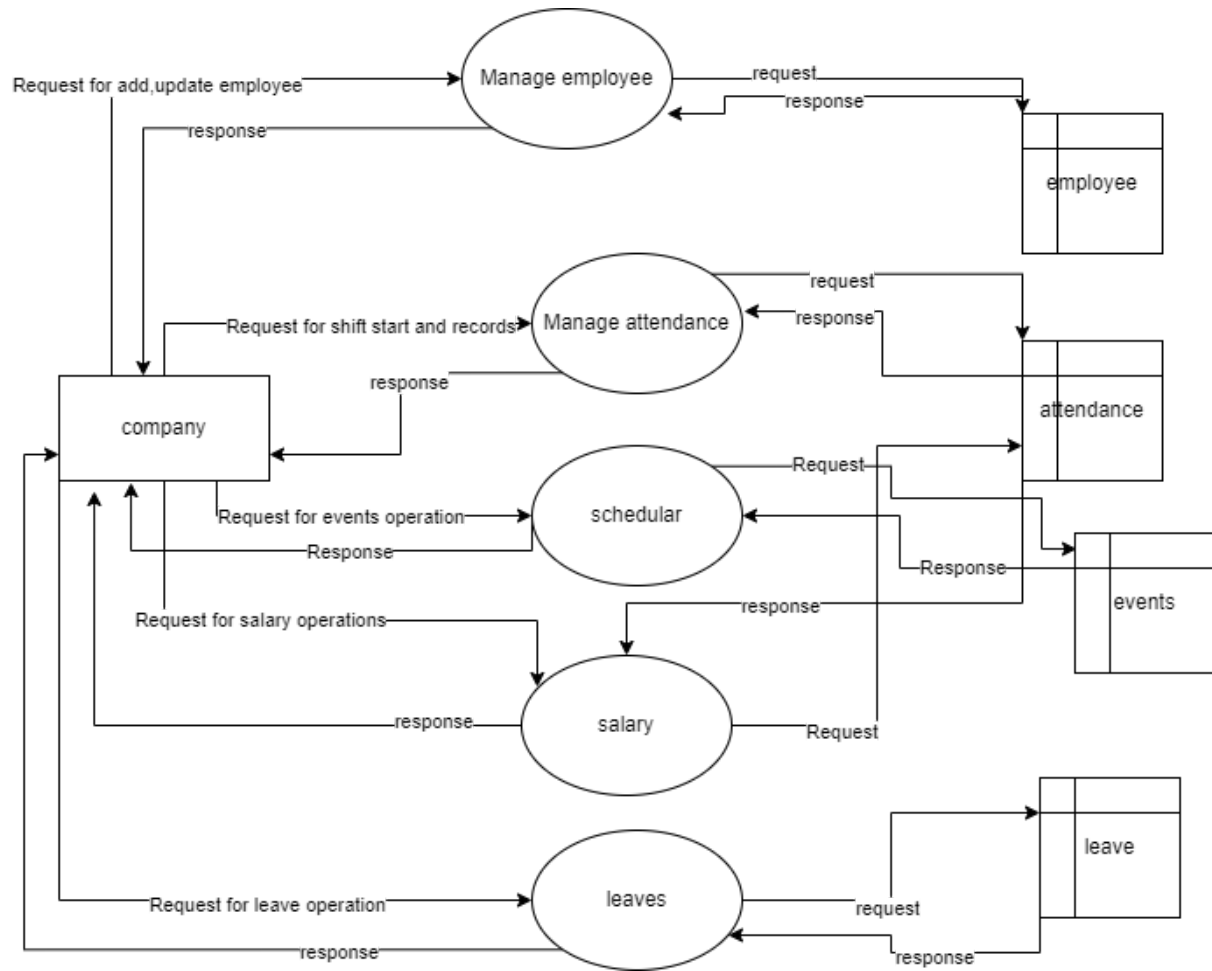 Manage employee
request
Request for add,update employee
response
response
employee
request
Request for shift start and records
Manage attendance
response
response
attendance
company
Request
Request for events operation
schedular
Response
Response
events
response
Request for salary operations
response
salary
Request
leave
Request for leave operation
leaves
request
response
response